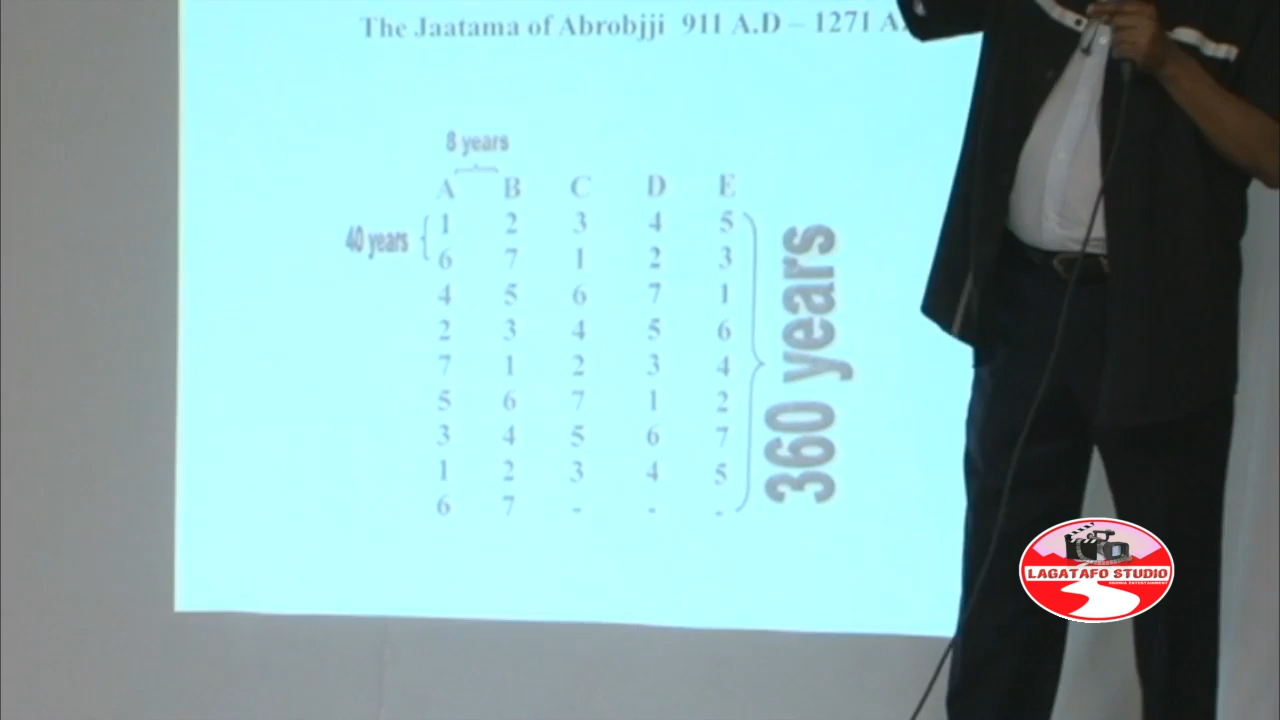 The Jaatama of Abrobjji 911 A.D – 1271 A.
8 years
A B C D E
40 years
1 2 3 4 5
6 7 1 2 3
4 5 6 7 1
2 3 4 5 6
7 1 2 3 4
5 6 7 1 2
3 4 5 6 7
1 2 3 4 5
6 7 - - -
360 years
LAGATAFO STUDIO